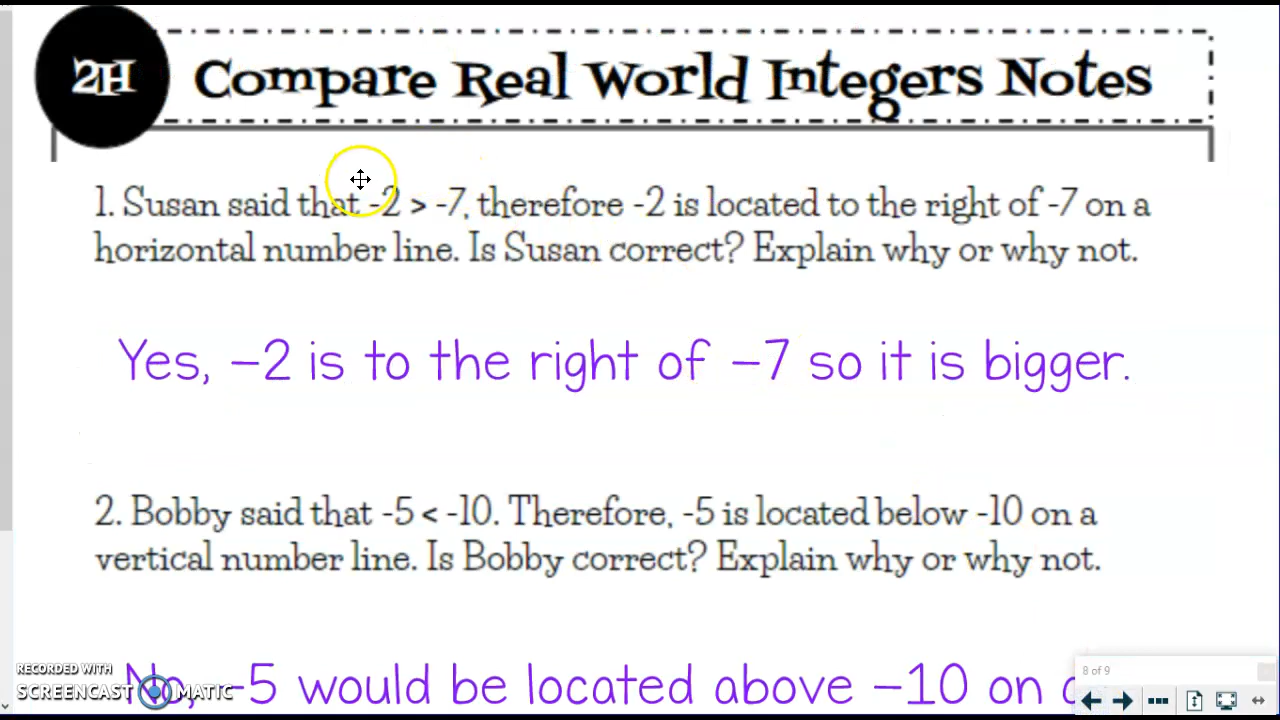 2H
Compare Real World Integers Notes
1. Susan said that -2 > -7, therefore -2 is located to the right of -7 on a
horizontal number line. Is Susan correct? Explain why or why not.
Yes, −2 is to the right of −7 so it is bigger.
2. Bobby said that -5 < -10. Therefore, -5 is located below -10 on a
vertical number line. Is Bobby correct? Explain why or why not.
No, −5 would be located above −10 on
RECORDED WITH
SCREENCAST MATIC
8 of 9